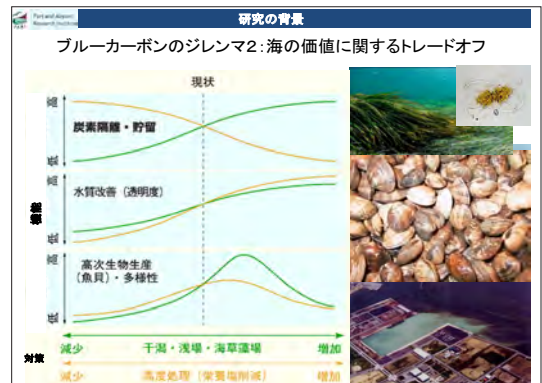 Port and Airport
Research Institute
研究の背景
ブルーカーボンのジレンマ2:海の価値に関するトレードオフ
現状
高
炭素隔離・貯留
低
高
水質改善(透明度)
低
高
高次生物生産
(魚貝)・多様性
低
対策
減少 干潟・浅場・海草藻場 増加
減少 高度処理(栄養塩削減) 増加